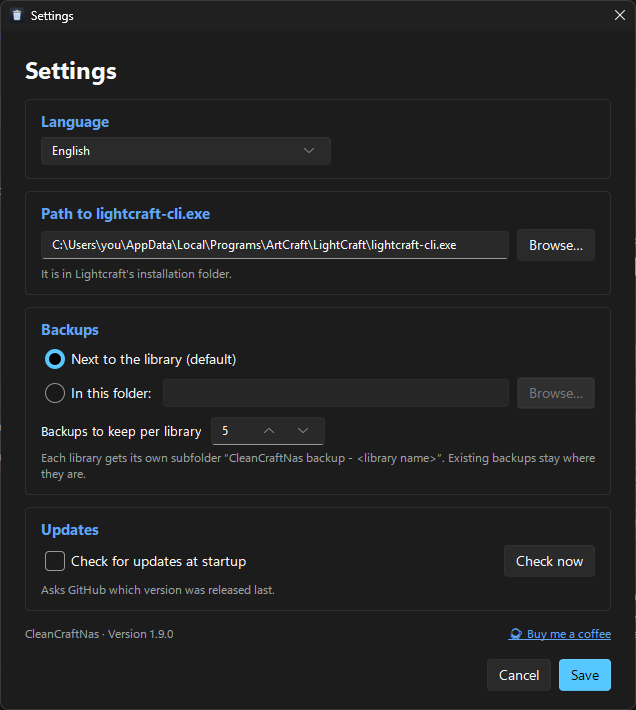 Settings
Settings
Language
English
Path to lightcraft-cli.exe
C:\Users\you\AppData\Local\Programs\ArtCraft\LightCraft\lightcraft-cli.exe
Browse...
It is in Lightcraft's installation folder.
Backups
Next to the library (default)
In this folder:
Browse...
Backups to keep per library
5
Each library gets its own subfolder "CleanCraftNas backup - <library name>". Existing backups stay where
they are.
Updates
Check for updates at startup
Check now
Asks GitHub which version was released last.
CleanCraftNas · Version 1.9.0
Buy me a coffee
Cancel
Save